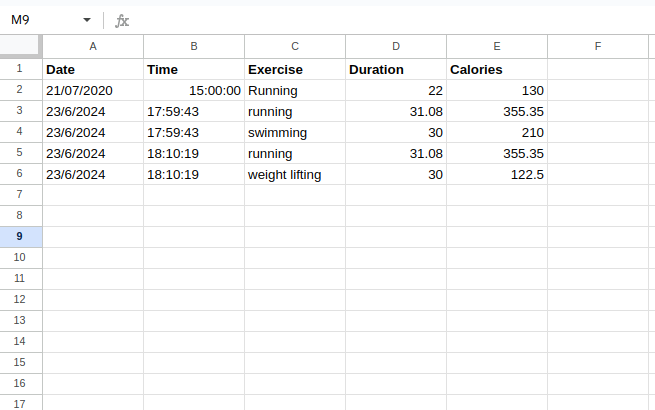 M9 fx
A B C D E F
1 Date Time Exercise Duration Calories
2 21/07/2020 15:00:00 Running 22 130
3 23/6/2024 17:59:43 running 31.08 355.35
4 23/6/2024 17:59:43 swimming 30 210
5 23/6/2024 18:10:19 running 31.08 355.35
6 23/6/2024 18:10:19 weight lifting 30 122.5
7
8
9
10
11
12
13
14
15
16
17